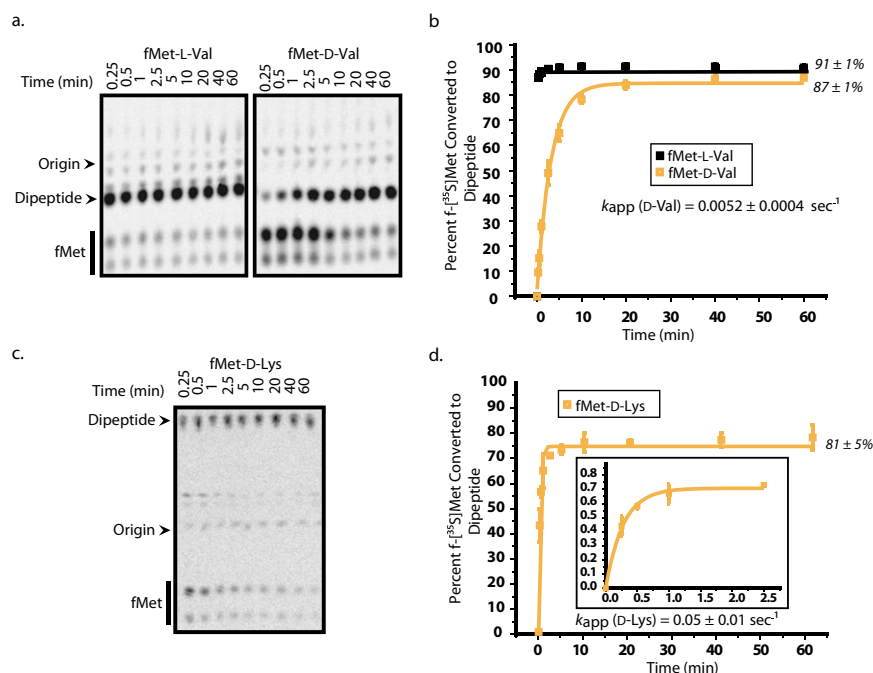 a.
fMet-L-Val fMet-D-Val
Time (min) 0.25 0.5 1 2.5 5 10 20 40 60 0.25 0.5 1 2.5 5 10 20 40 60
Origin
Dipeptide
fMet
b.
Percent f-[³⁵S]Met Converted to
Dipeptide
100
90
80
70
60
50
40
30
20
10
0
91 ± 1%
87 ± 1%
fMet-L-Val
fMet-D-Val
kapp (D-Val) = 0.0052 ± 0.0004 sec⁻¹
0 10 20 30 40 50 60
Time (min)
c.
fMet-D-Lys
Time (min) 0.25 0.5 1 2.5 5 10 20 40 60
Dipeptide
Origin
fMet
d.
Percent f-[³⁵S]Met Converted to
Dipeptide
100
90
80
70
60
50
40
30
20
10
0
fMet-D-Lys
81 ± 5%
0.8
0.7
0.6
0.5
0.4
0.3
0.2
0.1
0.0
0.0 0.5 1.0 1.5 2.0 2.5
kapp (D-Lys) = 0.05 ± 0.01 sec⁻¹
0 10 20 30 40 50 60
Time (min)